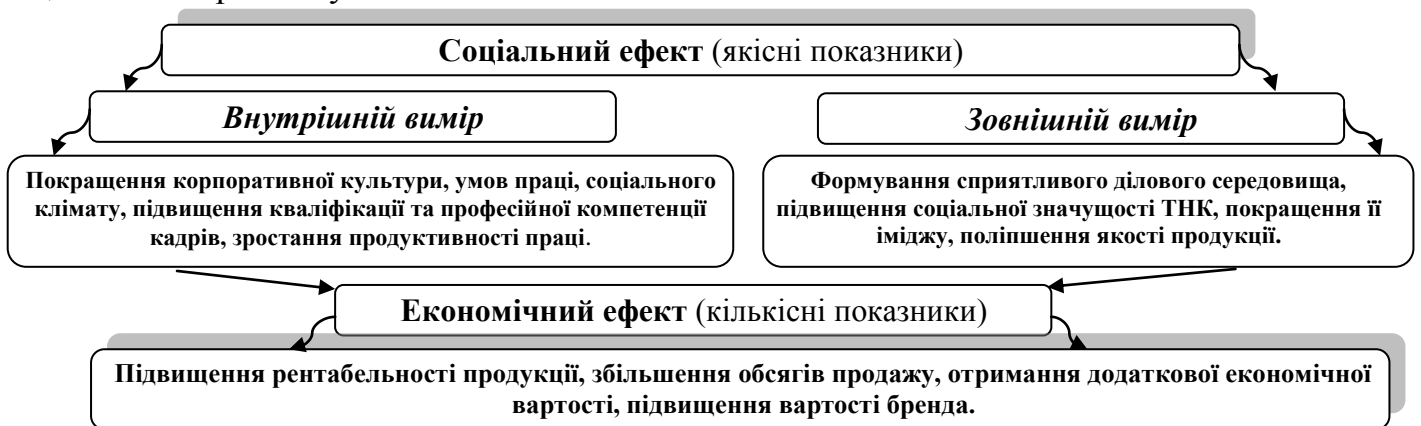 Соціальний ефект (якісні показники)
Внутрішній вимір
Зовнішній вимір
Покращення корпоративної культури, умов праці, соціального
клімату, підвищення кваліфікації та професійної компетенції
кадрів, зростання продуктивності праці.
Формування сприятливого ділового середовища,
підвищення соціальної значущості ТНК, покращення її
іміджу, поліпшення якості продукції.
Економічний ефект (кількісні показники)
Підвищення рентабельності продукції, збільшення обсягів продажу, отримання додаткової економічної
вартості, підвищення вартості бренда.